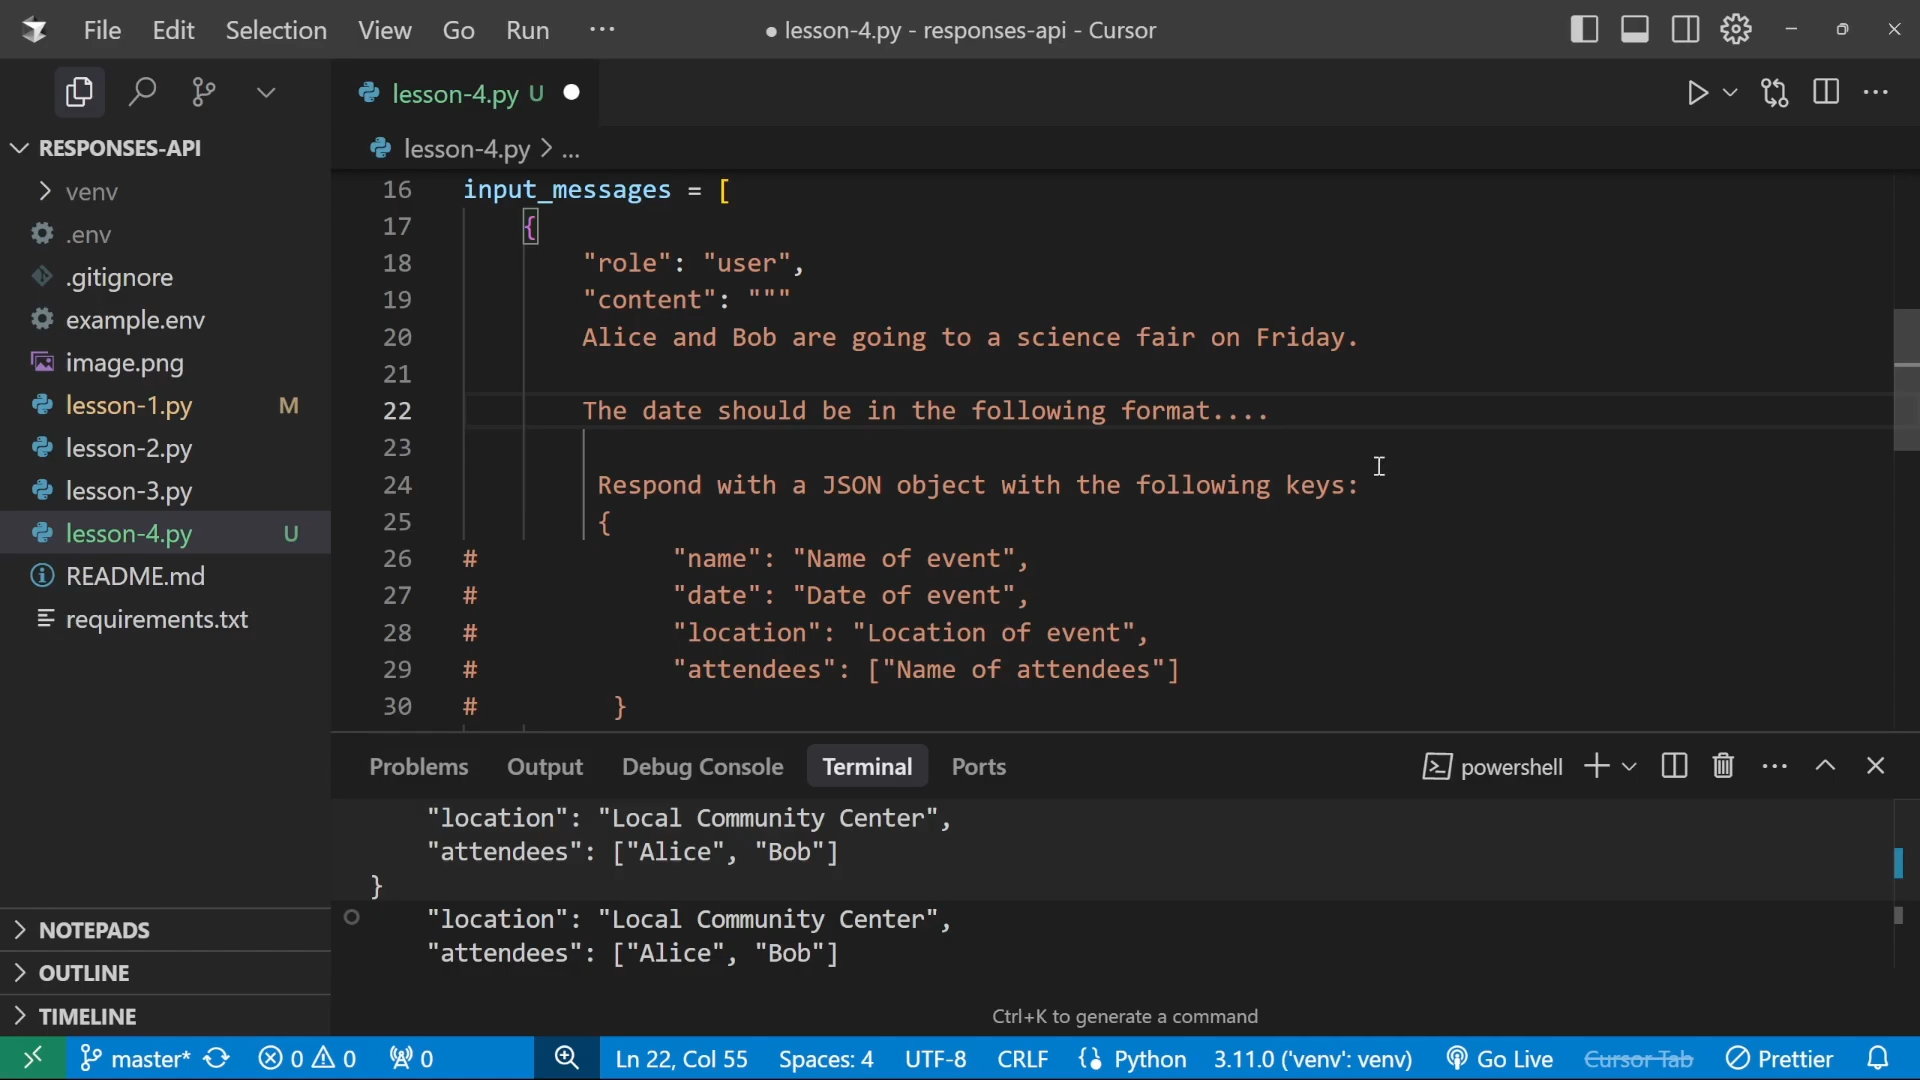 File Edit Selection View Go Run ···
● lesson-4.py - responses-api - Cursor
lesson-4.py U
RESPONSES-API
lesson-4.py > ...
venv
.env
.gitignore
example.env
image.png
lesson-1.py M
lesson-2.py
lesson-3.py
lesson-4.py U
README.md
requirements.txt
NOTEPADS
OUTLINE
TIMELINE
16 input_messages = [
17 {
18 "role": "user",
19 "content": """
20 Alice and Bob are going to a science fair on Friday.
21
22 The date should be in the following format....
23
24 Respond with a JSON object with the following keys:
25 {
26 # "name": "Name of event",
27 # "date": "Date of event",
28 # "location": "Location of event",
29 # "attendees": ["Name of attendees"]
30 # }
Problems Output Debug Console Terminal Ports
powershell
"location": "Local Community Center",
"attendees": ["Alice", "Bob"]
}
"location": "Local Community Center",
"attendees": ["Alice", "Bob"]
Ctrl+K to generate a command
master* 0 0 0 Ln 22, Col 55 Spaces: 4 UTF-8 CRLF Python 3.11.0 ('venv': venv) Go Live Cursor Tab Prettier